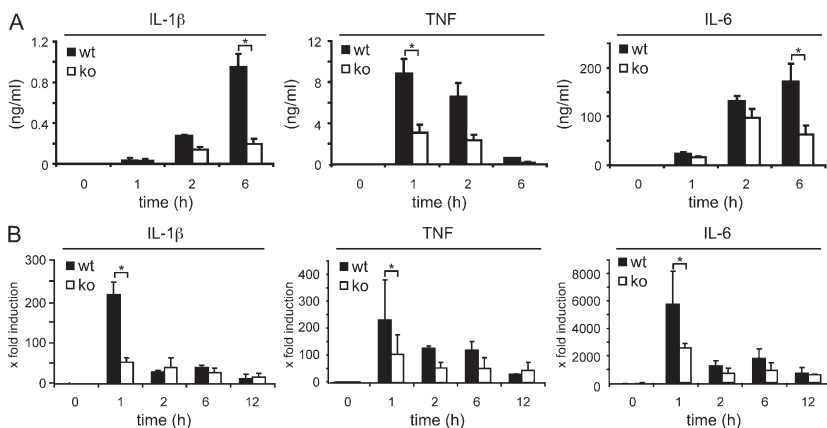 A
IL-1β
TNF
IL-6
(ng/ml)
1.2
0.8
0.4
0
wt
ko
*
0
1
2
6
time (h)
(ng/ml)
12
8
4
0
wt
ko
*
0
1
2
6
time (h)
(ng/ml)
200
150
100
50
0
wt
ko
*
0
1
2
6
time (h)
B
IL-1β
TNF
IL-6
x fold induction
300
200
100
0
wt
ko
*
0
1
2
6
12
time (h)
x fold induction
400
300
200
100
0
wt
ko
*
0
1
2
6
12
time (h)
x fold induction
8000
6000
4000
2000
0
wt
ko
*
0
1
2
6
12
time (h)